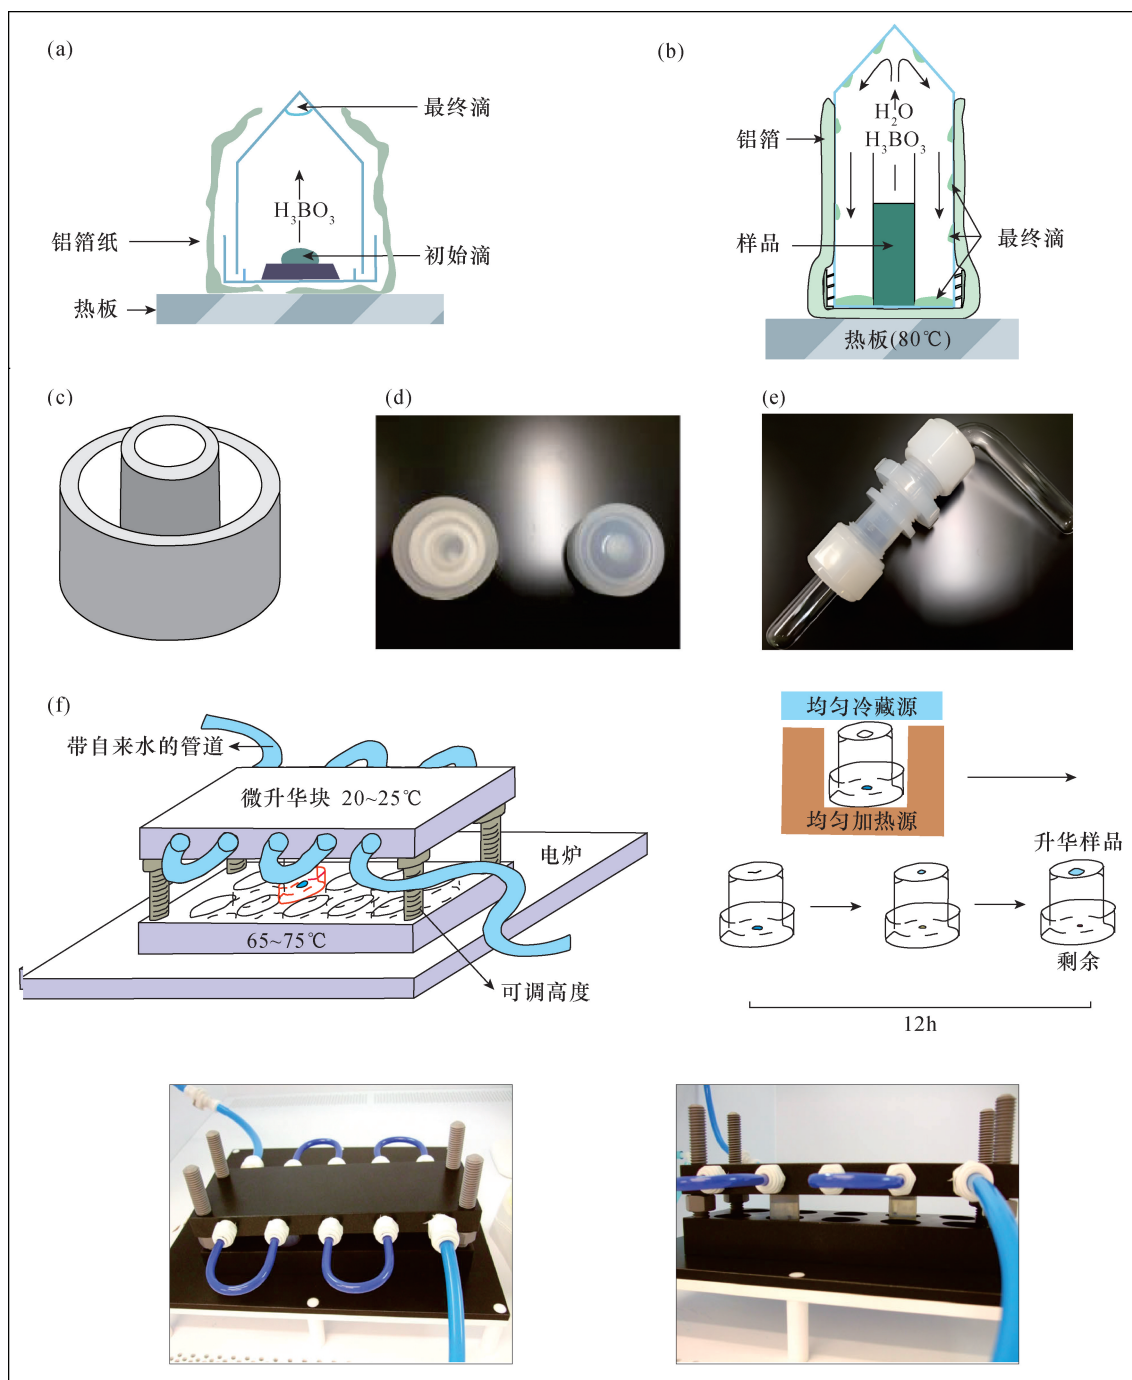 (a)
最终滴
H₃BO₃
铝箔纸
初始滴
热板
(b)
H₂O
铝箔
H₃BO₃
样品
最终滴
热板(80℃)
(c)
(d)
(e)
(f)
带自来水的管道
微升华块 20~25℃
电炉
65~75℃
可调高度
均匀冷藏源
均匀加热源
升华样品
剩余
12h